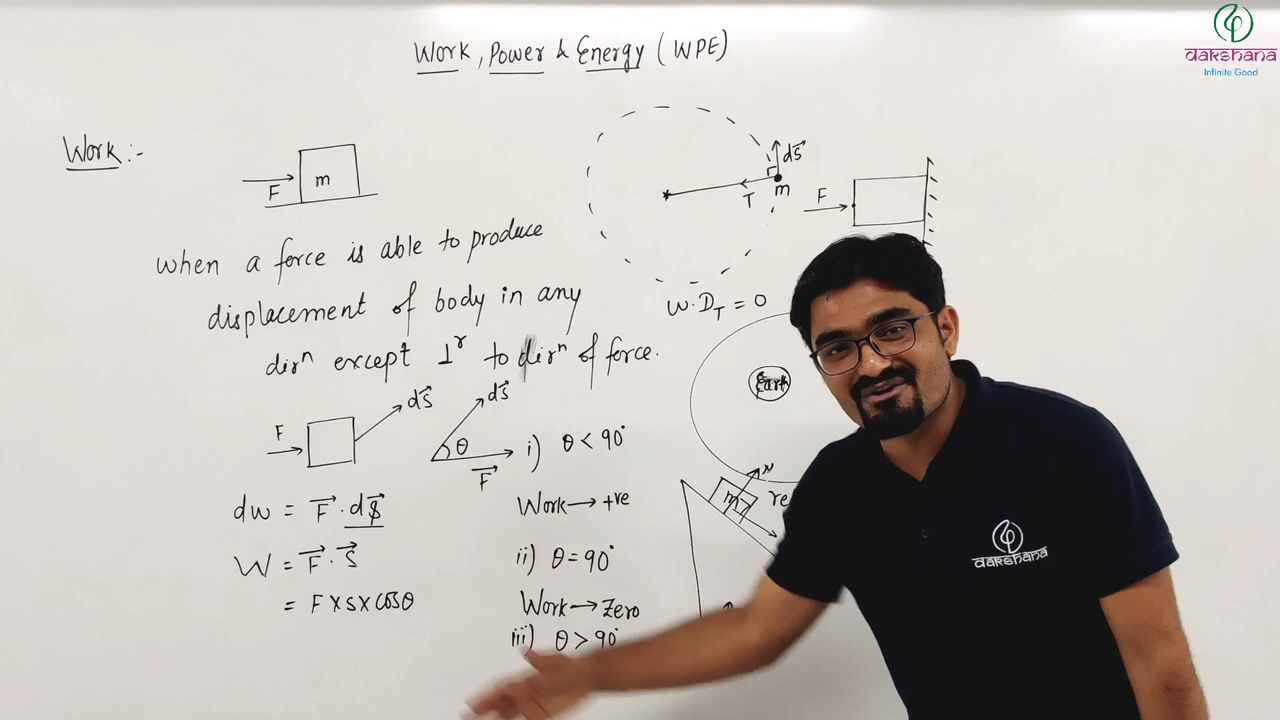 Work, Power & Energy (WPE)
dakshana
Infinite Good
Work :-
F
m
when a force is able to produce
displacement of body in any
dirⁿ except ⊥ʳ to dirⁿ of force.
F
ds⃗
θ
ds⃗
F⃗
dw = F⃗ . ds⃗
W = F⃗ . s⃗
= F x s x cosθ
i) θ < 90°
Work → +ve
ii) θ = 90°
Work → Zero
iii) θ > 90°
ds⃗
T
m
F
W.D_T = 0
Earth
N
m
re
dakshana